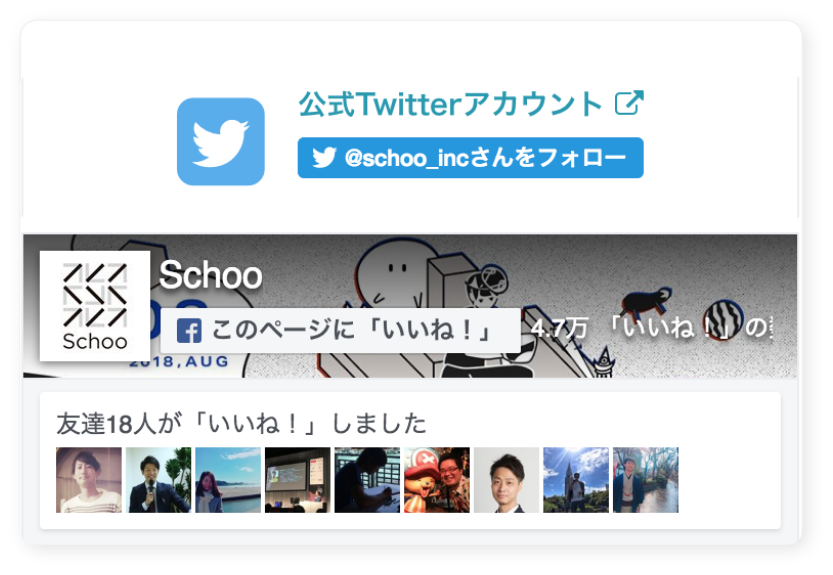 公式Twitterアカウント
@schoo_incさんをフォロー
Schoo
Schoo
このページに「いいね！」
4.7万 「いいね！」の
2018,AUG
友達18人が「いいね！」しました